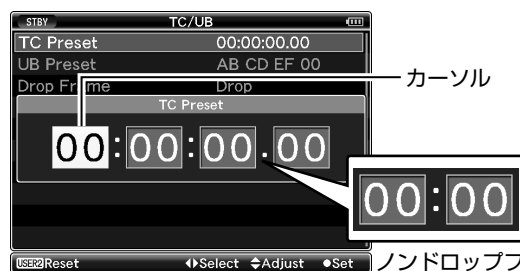 STBY TC/UB
TC Preset 00:00:00.00
UB Preset AB CD EF 00
Drop Frame Drop
カーソル
TC Preset
00:00:00.00
00:00
USER2 Reset Select Adjust ●Set
ノンドロップフ